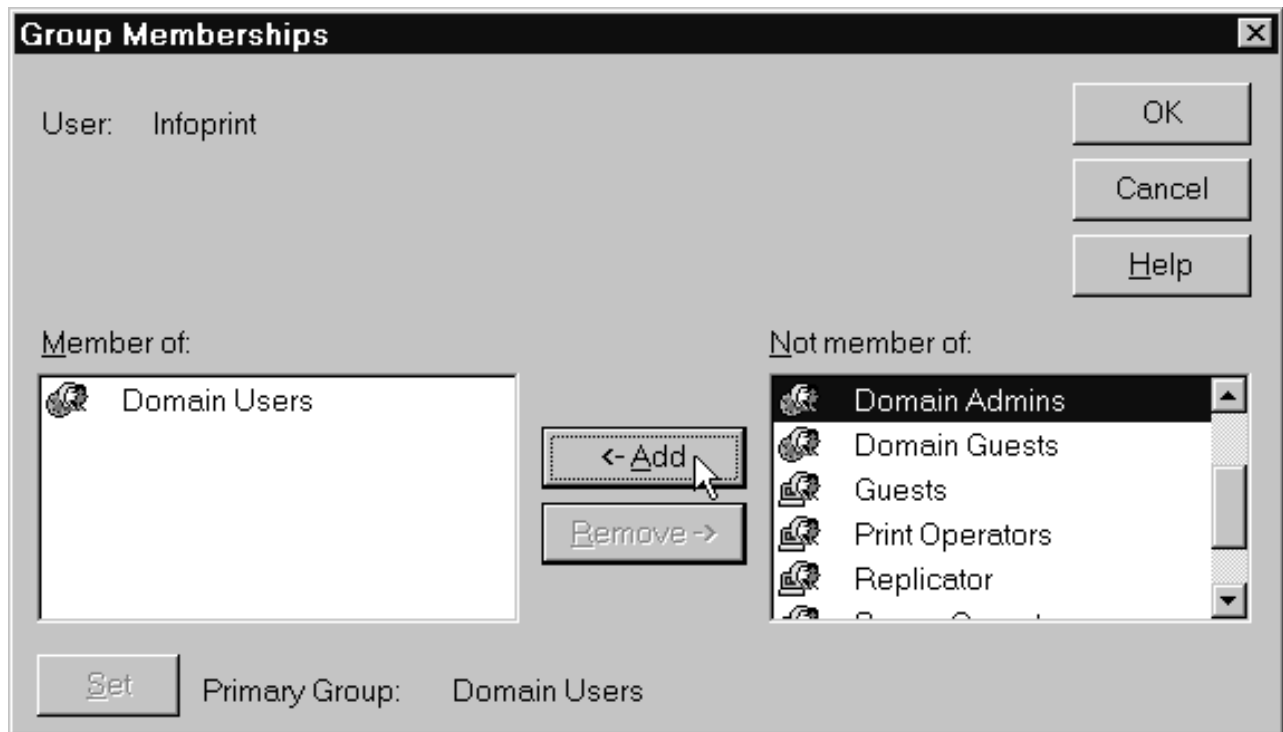 Group Memberships
User: Infoprint
OK
Cancel
Help
Member of:
Not member of:
Domain Users
Domain Admins
Domain Guests
Guests
Print Operators
Replicator
<- Add
Remove ->
Set
Primary Group: Domain Users